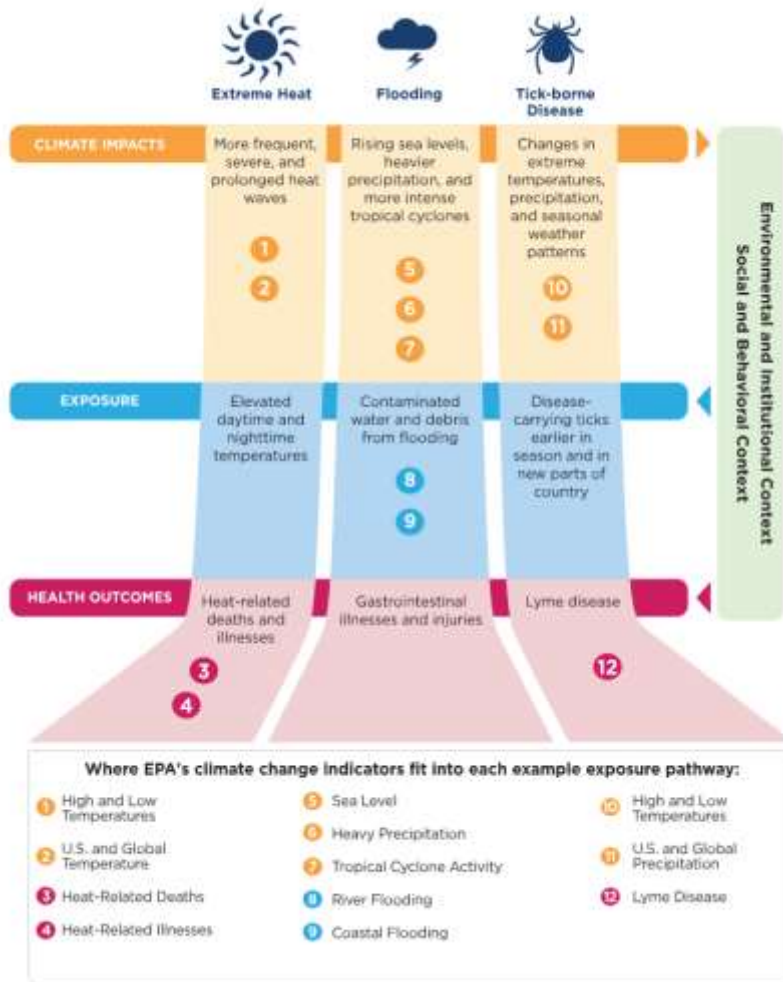 Extreme Heat
Flooding
Tick-borne
Disease
CLIMATE IMPACTS
More frequent,
severe, and
prolonged heat
waves
1
2
Rising sea levels,
heavier
precipitation, and
more intense
tropical cyclones
5
6
7
Changes in
extreme
temperatures,
precipitation,
and seasonal
weather
patterns
10
11
EXPOSURE
Elevated
daytime and
nighttime
temperatures
Contaminated
water and debris
from flooding
8
9
Disease-
carrying ticks
earlier in
season and in
new parts of
country
HEALTH OUTCOMES
Heat-related
deaths and
illnesses
3
4
Gastrointestinal
illnesses and injuries
Lyme disease
12
Environmental and Institutional Context
Social and Behavioral Context
Where EPA's climate change indicators fit into each example exposure pathway:
1 High and Low
Temperatures
2 U.S. and Global
Temperature
3 Heat-Related Deaths
4 Heat-Related Illnesses
5 Sea Level
6 Heavy Precipitation
7 Tropical Cyclone Activity
8 River Flooding
9 Coastal Flooding
10 High and Low
Temperatures
11 U.S. and Global
Precipitation
12 Lyme Disease